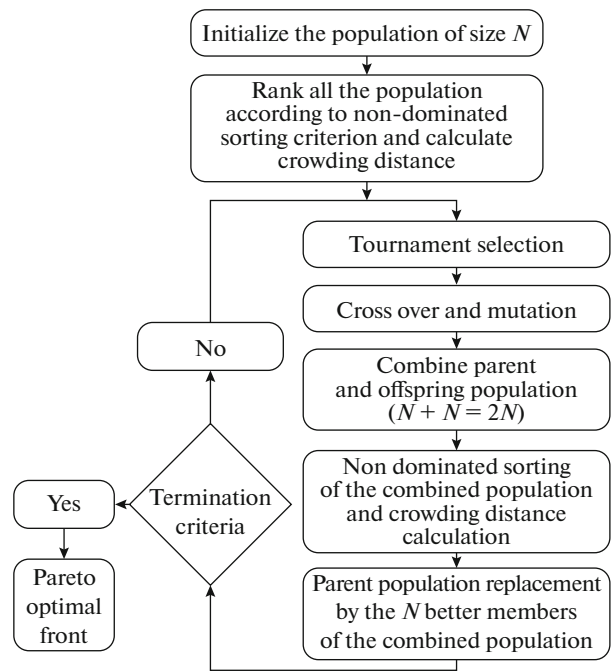 Initialize the population of size N
Rank all the population
according to non-dominated
sorting criterion and calculate
crowding distance
Tournament selection
Cross over and mutation
Combine parent
and offspring population
(N + N = 2N)
Non dominated sorting
of the combined population
and crowding distance
calculation
Parent population replacement
by the N better members
of the combined population
Termination
criteria
No
Yes
Pareto
optimal
front